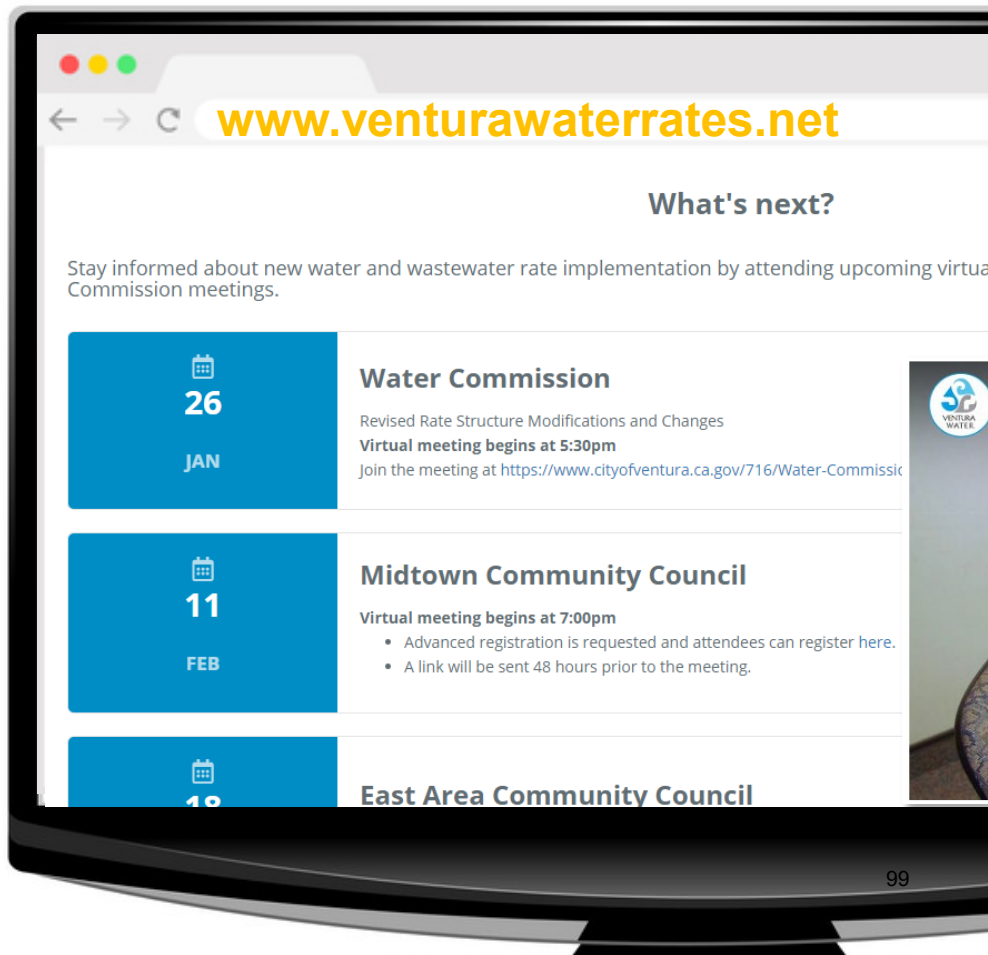 www.venturawaterrates.net
What's next?
Stay informed about new water and wastewater rate implementation by attending upcoming
Commission meetings.
26
JAN
Water Commission
Revised Rate Structure Modifications and Changes
Virtual meeting begins at 5:30pm
Join the meeting at https://www.cityofventura.ca.gov/716/Water-Commissic
VENTURA
WATER
11
FEB
Midtown Community Council
Virtual meeting begins at 7:00pm
• Advanced registration is requested and attendees can register here.
• A link will be sent 48 hours prior to the meeting.
18
East Area Community Council
99